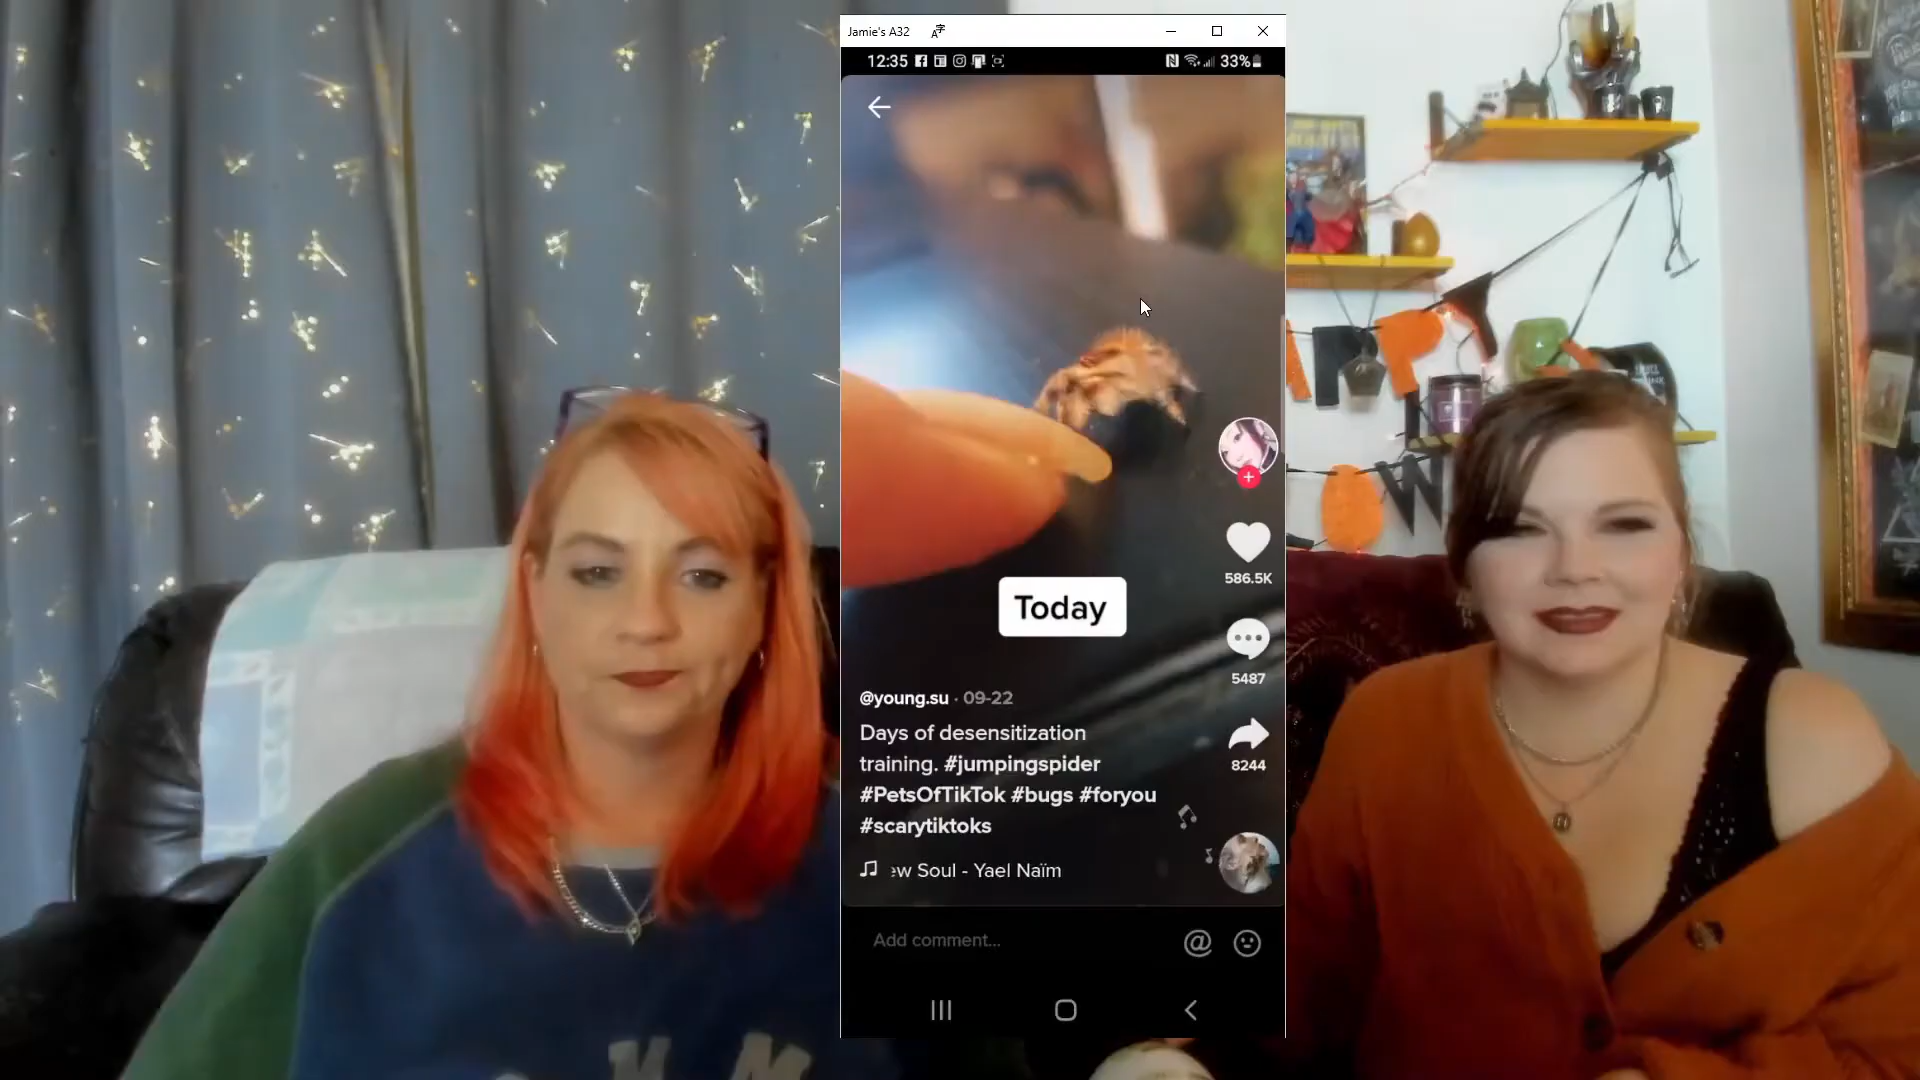 Jamie's A32
12:35
33%
586.5K
Today
5487
@young.su · 09-22
Days of desensitization
training. #jumpingspider
#PetsOfTikTok #bugs #foryou
#scarytiktoks
8244
ew Soul - Yael Naïm
Add comment...